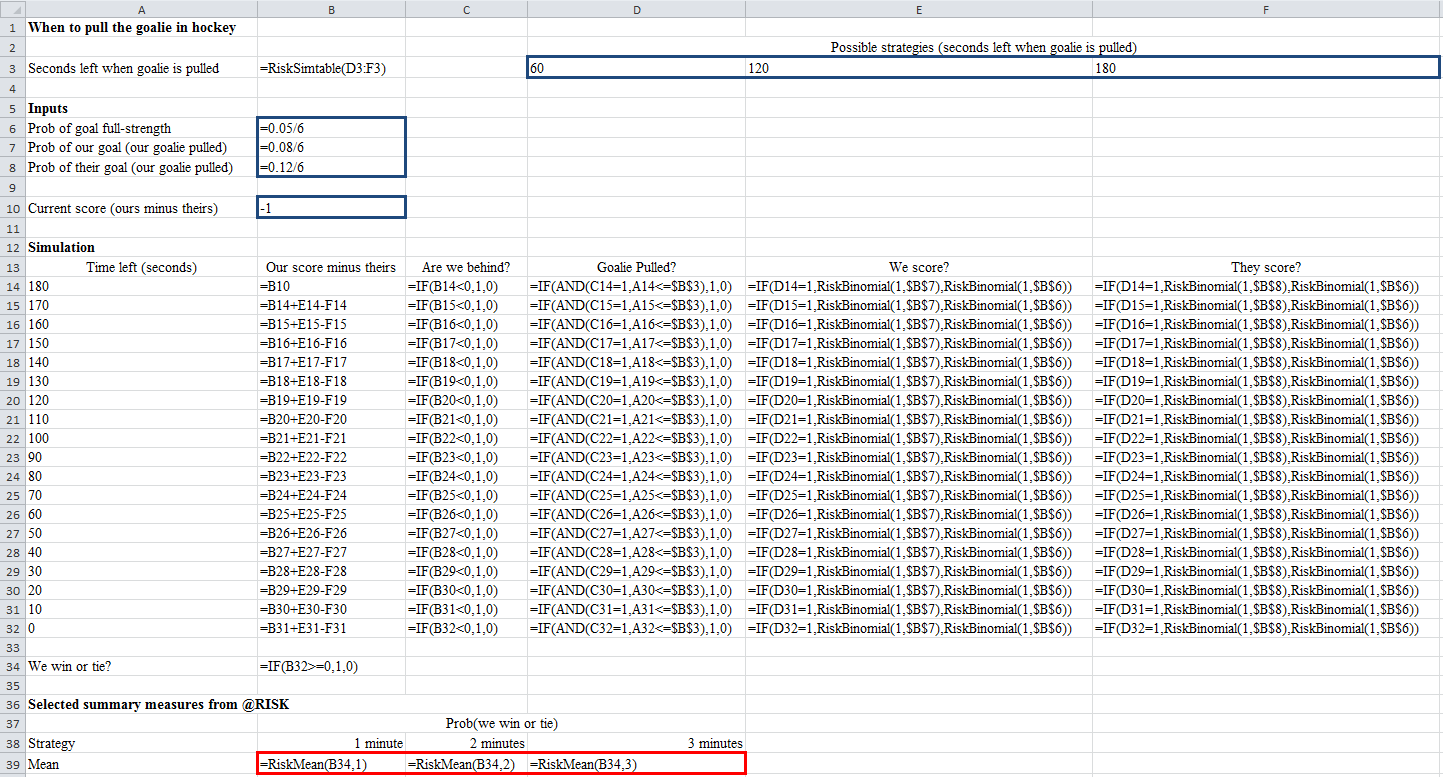 A B C D E F
1 When to pull the goalie in hockey
2 Possible strategies (seconds left when goalie is pulled)
3 Seconds left when goalie is pulled =RiskSimtable(D3:F3) 60 120 180
4
5 Inputs
6 Prob of goal full-strength =0.05/6
7 Prob of our goal (our goalie pulled) =0.08/6
8 Prob of their goal (our goalie pulled) =0.12/6
9
10 Current score (ours minus theirs) -1
11
12 Simulation
13 Time left (seconds) Our score minus theirs Are we behind? Goalie Pulled? We score? They score?
14 180 =B10 =IF(B14<0,1,0) =IF(AND(C14=1,A14<=$B$3),1,0) =IF(D14=1,RiskBinomial(1,$B$7),RiskBinomial(1,$B$6)) =IF(D14=1,RiskBinomial(1,$B$8),RiskBinomial(1,$B$6))
15 170 =B14+E14-F14 =IF(B15<0,1,0) =IF(AND(C15=1,A15<=$B$3),1,0) =IF(D15=1,RiskBinomial(1,$B$7),RiskBinomial(1,$B$6)) =IF(D15=1,RiskBinomial(1,$B$8),RiskBinomial(1,$B$6))
16 160 =B15+E15-F15 =IF(B16<0,1,0) =IF(AND(C16=1,A16<=$B$3),1,0) =IF(D16=1,RiskBinomial(1,$B$7),RiskBinomial(1,$B$6)) =IF(D16=1,RiskBinomial(1,$B$8),RiskBinomial(1,$B$6))
17 150 =B16+E16-F16 =IF(B17<0,1,0) =IF(AND(C17=1,A17<=$B$3),1,0) =IF(D17=1,RiskBinomial(1,$B$7),RiskBinomial(1,$B$6)) =IF(D17=1,RiskBinomial(1,$B$8),RiskBinomial(1,$B$6))
18 140 =B17+E17-F17 =IF(B18<0,1,0) =IF(AND(C18=1,A18<=$B$3),1,0) =IF(D18=1,RiskBinomial(1,$B$7),RiskBinomial(1,$B$6)) =IF(D18=1,RiskBinomial(1,$B$8),RiskBinomial(1,$B$6))
19 130 =B18+E18-F18 =IF(B19<0,1,0) =IF(AND(C19=1,A19<=$B$3),1,0) =IF(D19=1,RiskBinomial(1,$B$7),RiskBinomial(1,$B$6)) =IF(D19=1,RiskBinomial(1,$B$8),RiskBinomial(1,$B$6))
20 120 =B19+E19-F19 =IF(B20<0,1,0) =IF(AND(C20=1,A20<=$B$3),1,0) =IF(D20=1,RiskBinomial(1,$B$7),RiskBinomial(1,$B$6)) =IF(D20=1,RiskBinomial(1,$B$8),RiskBinomial(1,$B$6))
21 110 =B20+E20-F20 =IF(B21<0,1,0) =IF(AND(C21=1,A21<=$B$3),1,0) =IF(D21=1,RiskBinomial(1,$B$7),RiskBinomial(1,$B$6)) =IF(D21=1,RiskBinomial(1,$B$8),RiskBinomial(1,$B$6))
22 100 =B21+E21-F21 =IF(B22<0,1,0) =IF(AND(C22=1,A22<=$B$3),1,0) =IF(D22=1,RiskBinomial(1,$B$7),RiskBinomial(1,$B$6)) =IF(D22=1,RiskBinomial(1,$B$8),RiskBinomial(1,$B$6))
23 90 =B22+E22-F22 =IF(B23<0,1,0) =IF(AND(C23=1,A23<=$B$3),1,0) =IF(D23=1,RiskBinomial(1,$B$7),RiskBinomial(1,$B$6)) =IF(D23=1,RiskBinomial(1,$B$8),RiskBinomial(1,$B$6))
24 80 =B23+E23-F23 =IF(B24<0,1,0) =IF(AND(C24=1,A24<=$B$3),1,0) =IF(D24=1,RiskBinomial(1,$B$7),RiskBinomial(1,$B$6)) =IF(D24=1,RiskBinomial(1,$B$8),RiskBinomial(1,$B$6))
25 70 =B24+E24-F24 =IF(B25<0,1,0) =IF(AND(C25=1,A25<=$B$3),1,0) =IF(D25=1,RiskBinomial(1,$B$7),RiskBinomial(1,$B$6)) =IF(D25=1,RiskBinomial(1,$B$8),RiskBinomial(1,$B$6))
26 60 =B25+E25-F25 =IF(B26<0,1,0) =IF(AND(C26=1,A26<=$B$3),1,0) =IF(D26=1,RiskBinomial(1,$B$7),RiskBinomial(1,$B$6)) =IF(D26=1,RiskBinomial(1,$B$8),RiskBinomial(1,$B$6))
27 50 =B26+E26-F26 =IF(B27<0,1,0) =IF(AND(C27=1,A27<=$B$3),1,0) =IF(D27=1,RiskBinomial(1,$B$7),RiskBinomial(1,$B$6)) =IF(D27=1,RiskBinomial(1,$B$8),RiskBinomial(1,$B$6))
28 40 =B27+E27-F27 =IF(B28<0,1,0) =IF(AND(C28=1,A28<=$B$3),1,0) =IF(D28=1,RiskBinomial(1,$B$7),RiskBinomial(1,$B$6)) =IF(D28=1,RiskBinomial(1,$B$8),RiskBinomial(1,$B$6))
29 30 =B28+E28-F28 =IF(B29<0,1,0) =IF(AND(C29=1,A29<=$B$3),1,0) =IF(D29=1,RiskBinomial(1,$B$7),RiskBinomial(1,$B$6)) =IF(D29=1,RiskBinomial(1,$B$8),RiskBinomial(1,$B$6))
30 20 =B29+E29-F29 =IF(B30<0,1,0) =IF(AND(C30=1,A30<=$B$3),1,0) =IF(D30=1,RiskBinomial(1,$B$7),RiskBinomial(1,$B$6)) =IF(D30=1,RiskBinomial(1,$B$8),RiskBinomial(1,$B$6))
31 10 =B30+E30-F30 =IF(B31<0,1,0) =IF(AND(C31=1,A31<=$B$3),1,0) =IF(D31=1,RiskBinomial(1,$B$7),RiskBinomial(1,$B$6)) =IF(D31=1,RiskBinomial(1,$B$8),RiskBinomial(1,$B$6))
32 0 =B31+E31-F31 =IF(B32<0,1,0) =IF(AND(C32=1,A32<=$B$3),1,0) =IF(D32=1,RiskBinomial(1,$B$7),RiskBinomial(1,$B$6)) =IF(D32=1,RiskBinomial(1,$B$8),RiskBinomial(1,$B$6))
33
34 We win or tie? =IF(B32>=0,1,0)
35
36 Selected summary measures from @RISK
37 Prob(we win or tie)
38 Strategy 1 minute 2 minutes 3 minutes
39 Mean =RiskMean(B34,1) =RiskMean(B34,2) =RiskMean(B34,3)